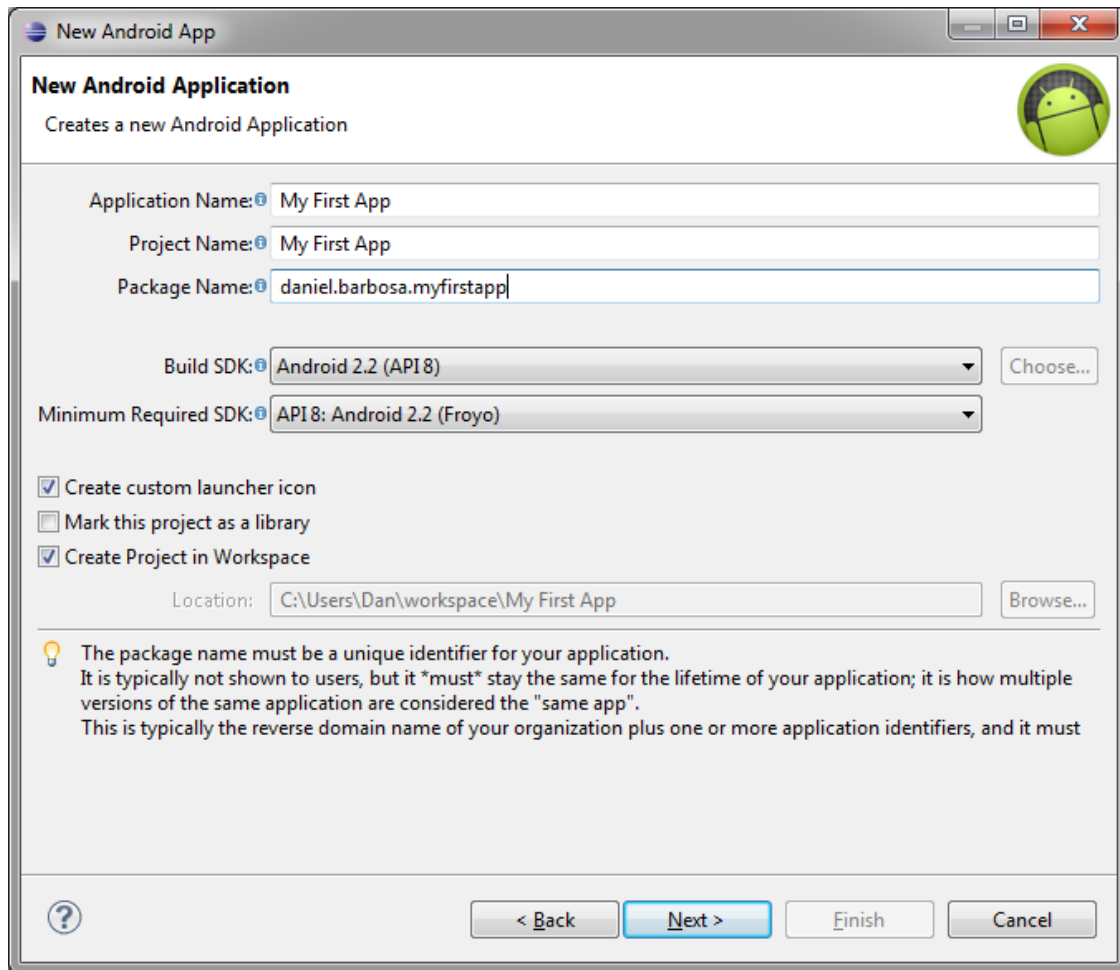 New Android App
New Android Application
Creates a new Android Application
Application Name: My First App
Project Name: My First App
Package Name: daniel.barbosa.myfirstapp
Build SDK: Android 2.2 (API 8) Choose...
Minimum Required SDK: API 8: Android 2.2 (Froyo)
Create custom launcher icon
Mark this project as a library
Create Project in Workspace
Location: C:\Users\Dan\workspace\My First App Browse...
The package name must be a unique identifier for your application.
It is typically not shown to users, but it *must* stay the same for the lifetime of your application; it is how multiple
versions of the same application are considered the "same app".
This is typically the reverse domain name of your organization plus one or more application identifiers, and it must
? < Back Next > Finish Cancel